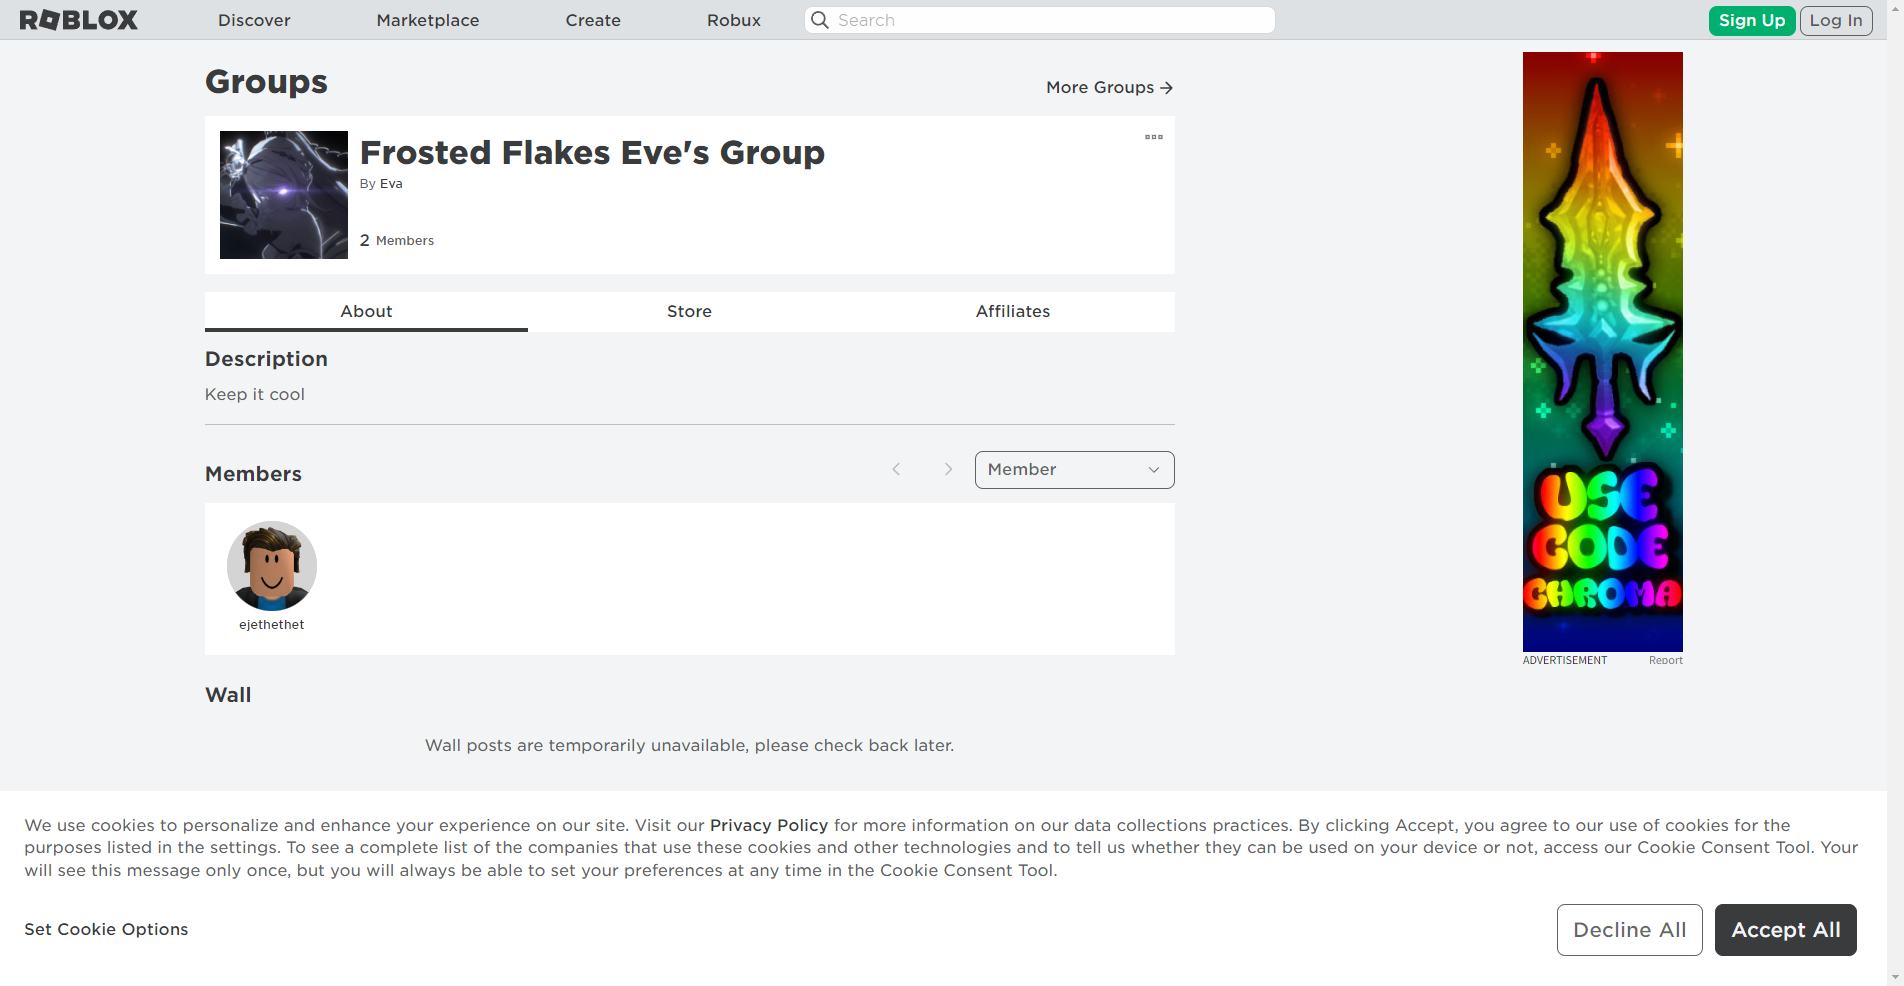 ROBLOX
Discover
Marketplace
Create
Robux
Search
Sign Up
Log In
Groups
More Groups
Frosted Flakes Eve's Group
By Eva
2 Members
About
Store
Affiliates
Description
Keep it cool
Members
Member
ejethethet
Wall
Wall posts are temporarily unavailable, please check back later.
USE
CODE
CHROMA
ADVERTISEMENT
Report
We use cookies to personalize and enhance your experience on our site. Visit our Privacy Policy for more information on our data collections practices. By clicking Accept, you agree to our use of cookies for the
purposes listed in the settings. To see a complete list of the companies that use these cookies and other technologies and to tell us whether they can be used on your device or not, access our Cookie Consent Tool. Your
will see this message only once, but you will always be able to set your preferences at any time in the Cookie Consent Tool.
Set Cookie Options
Decline All
Accept All